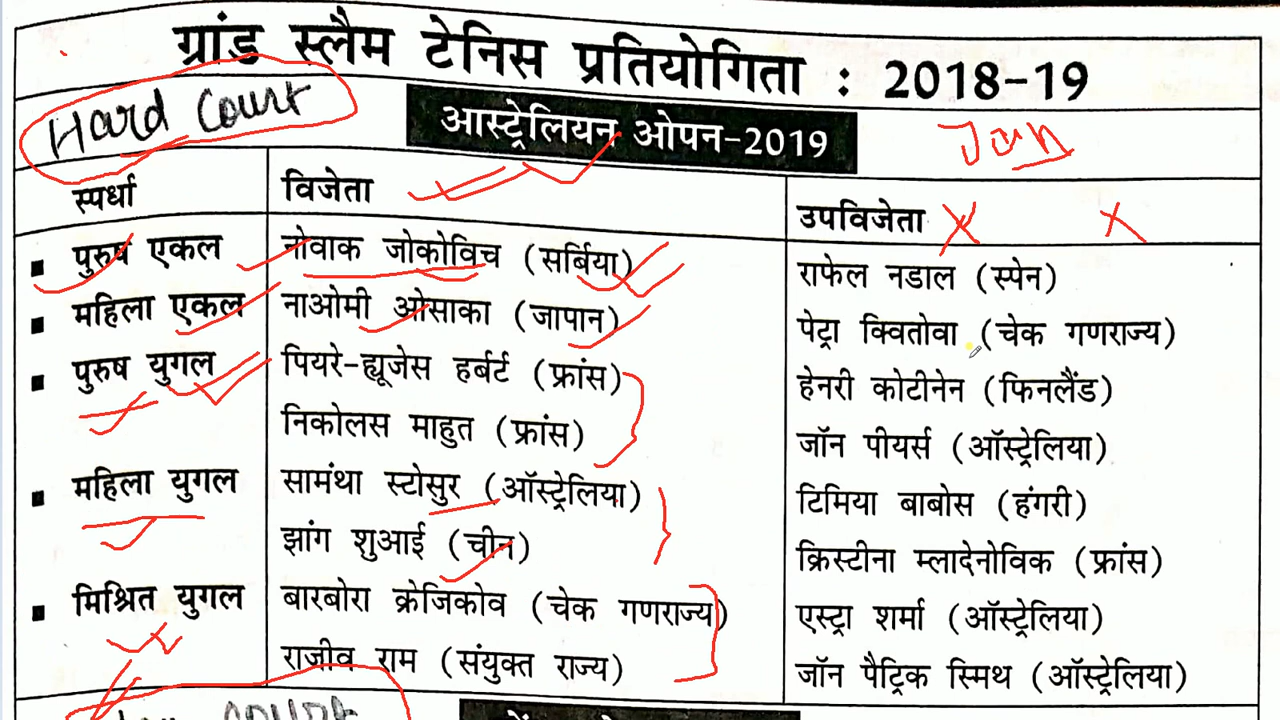 ग्रांड स्लैम टेनिस प्रतियोगिता : 2018-19
Hard Court
आस्ट्रेलियन ओपन-2019
Jan
स्पर्धा विजेता उपविजेता
पुरुष एकल नोवाक जोकोविच (सर्बिया) राफेल नडाल (स्पेन)
महिला एकल नाओमी ओसाका (जापान) पेट्रा क्वितोवा (चेक गणराज्य)
पुरुष युगल पियरे-ह्यूजेस हर्बर्ट (फ्रांस) हेनरी कोटीनेन (फिनलैंड)
निकोलस माहुत (फ्रांस) जॉन पीयर्स (ऑस्ट्रेलिया)
महिला युगल सामंथा स्टोसुर (ऑस्ट्रेलिया) टिमिया बाबोस (हंगरी)
झांग शुआई (चीन) क्रिस्टीना म्लादेनोविक (फ्रांस)
मिश्रित युगल बारबोरा क्रेजिकोव (चेक गणराज्य) एस्ट्रा शर्मा (ऑस्ट्रेलिया)
राजीव राम (संयुक्त राज्य) जॉन पैट्रिक स्मिथ (ऑस्ट्रेलिया)